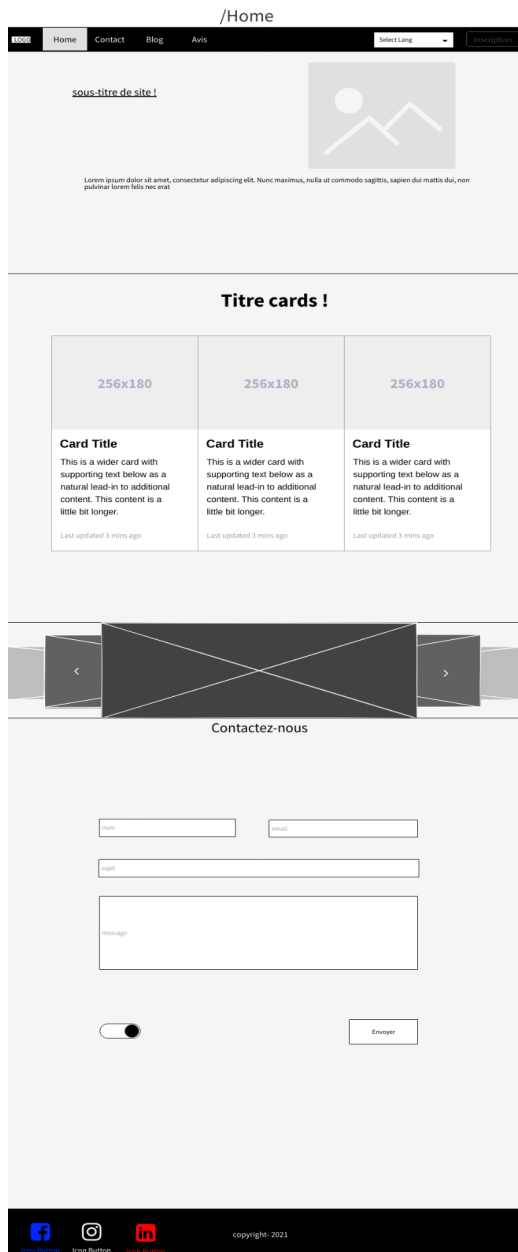 /Home
LOGO Home Contact Blog Avis Select Lang Inscription
sous-titre de site !
Lorem ipsum dolor sit amet, consectetur adipiscing elit. Nunc maximus, nulla ut commodo sagittis, sapien dui mattis dui, non
pulvinar lorem felis nec erat
Titre cards !
256x180 256x180 256x180
Card Title
This is a wider card with
supporting text below as a
natural lead-in to additional
content. This content is a
little bit longer.
Last updated 3 mins ago
Card Title
This is a wider card with
supporting text below as a
natural lead-in to additional
content. This content is a
little bit longer.
Last updated 3 mins ago
Card Title
This is a wider card with
supporting text below as a
natural lead-in to additional
content. This content is a
little bit longer.
Last updated 3 mins ago
Contactez-nous
nom email
sujet
message
Envoyer
copyright- 2021
Icon Button Icon Button Icon Button